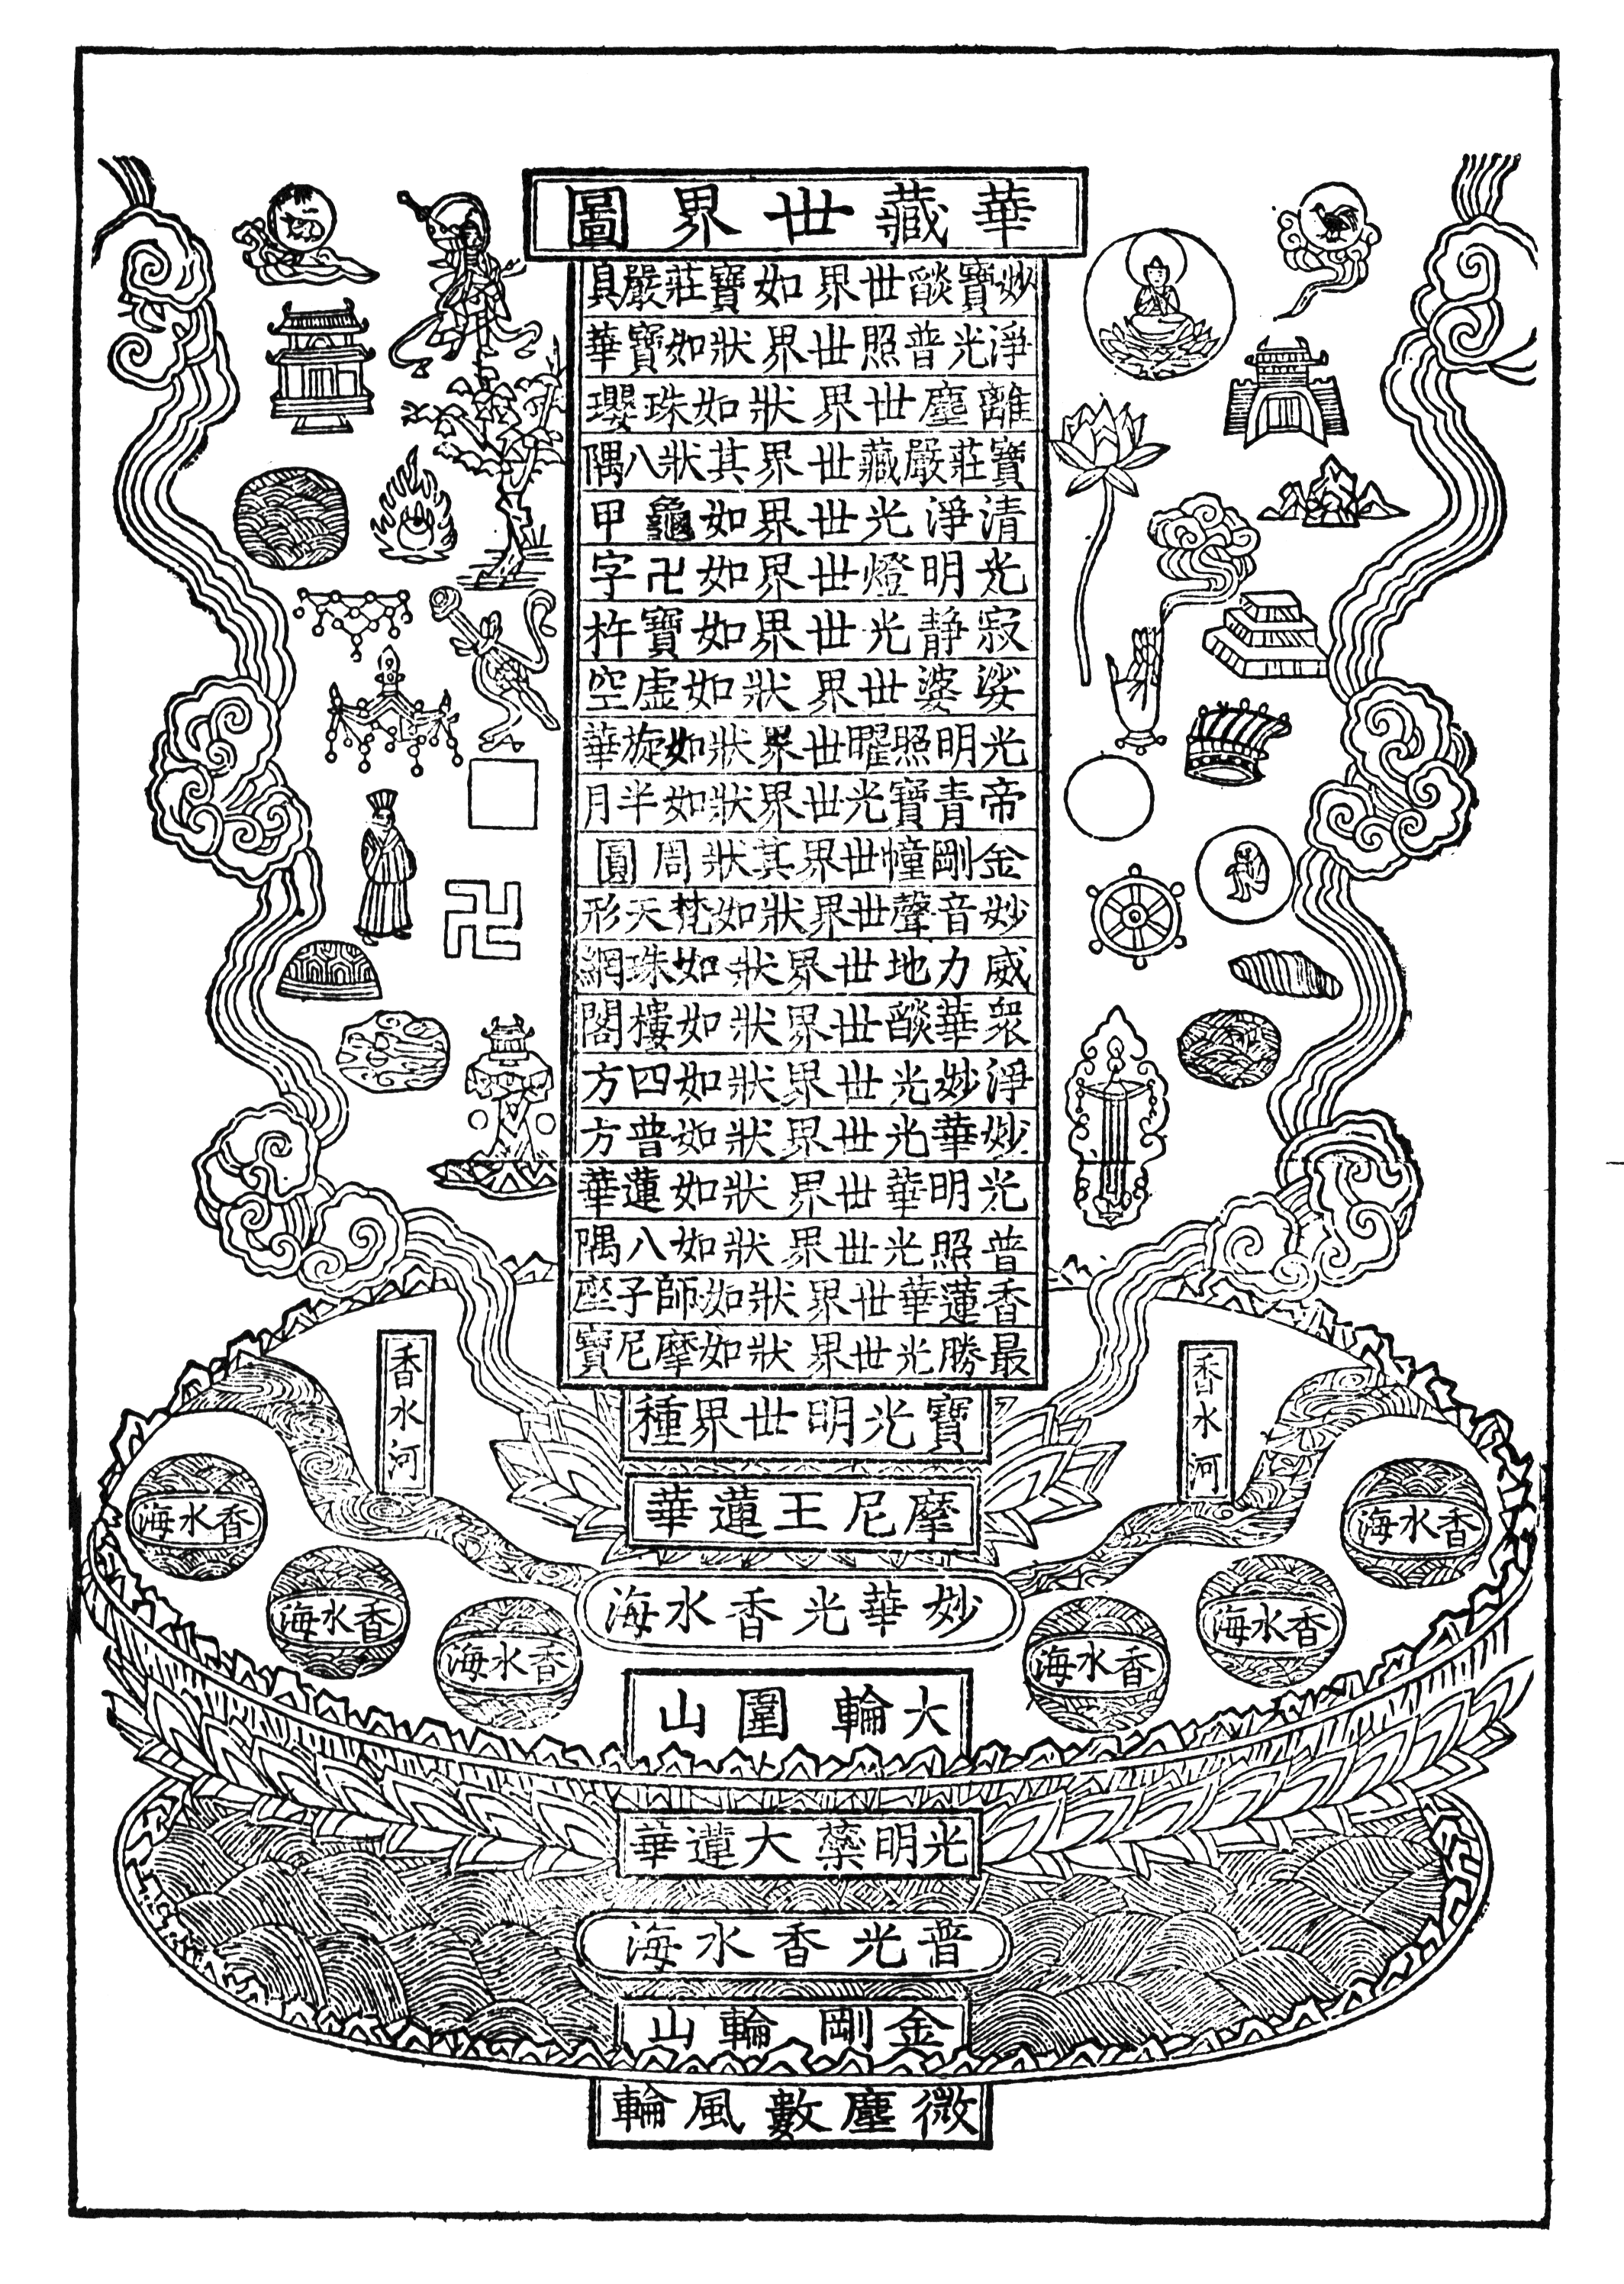 華藏世界圖
妙寶燄世界如寶莊嚴具
淨光普照世界狀如寶華
離塵世界狀如珠瓔
寶莊嚴藏世界其狀八隅
清淨光世界如龜甲
光明燈世界如卍字
寂静光世界如寶杵
娑婆世界狀如虛空
光明照曜世界狀如旋華
帝青寶光世界狀如半月
金剛幢世界其狀周圓
妙音聲世界狀如梵天形
威力地世界狀如珠網
衆華燄世界狀如樓閣
淨妙光世界狀如四方
妙華光世界狀如普方
光明華世界狀如蓮華
普照光世界狀如八隅
香蓮華世界狀如師子座
最勝光世界狀如摩尼寶
香水河
香水河
寶光明世界種
摩尼王蓮華
香水海
香水海
妙華光香水海
香水海
香水海
香水海
香水海
大輪圍山
光明蘂大蓮華
普光香水海
金剛輪山
微塵數風輪